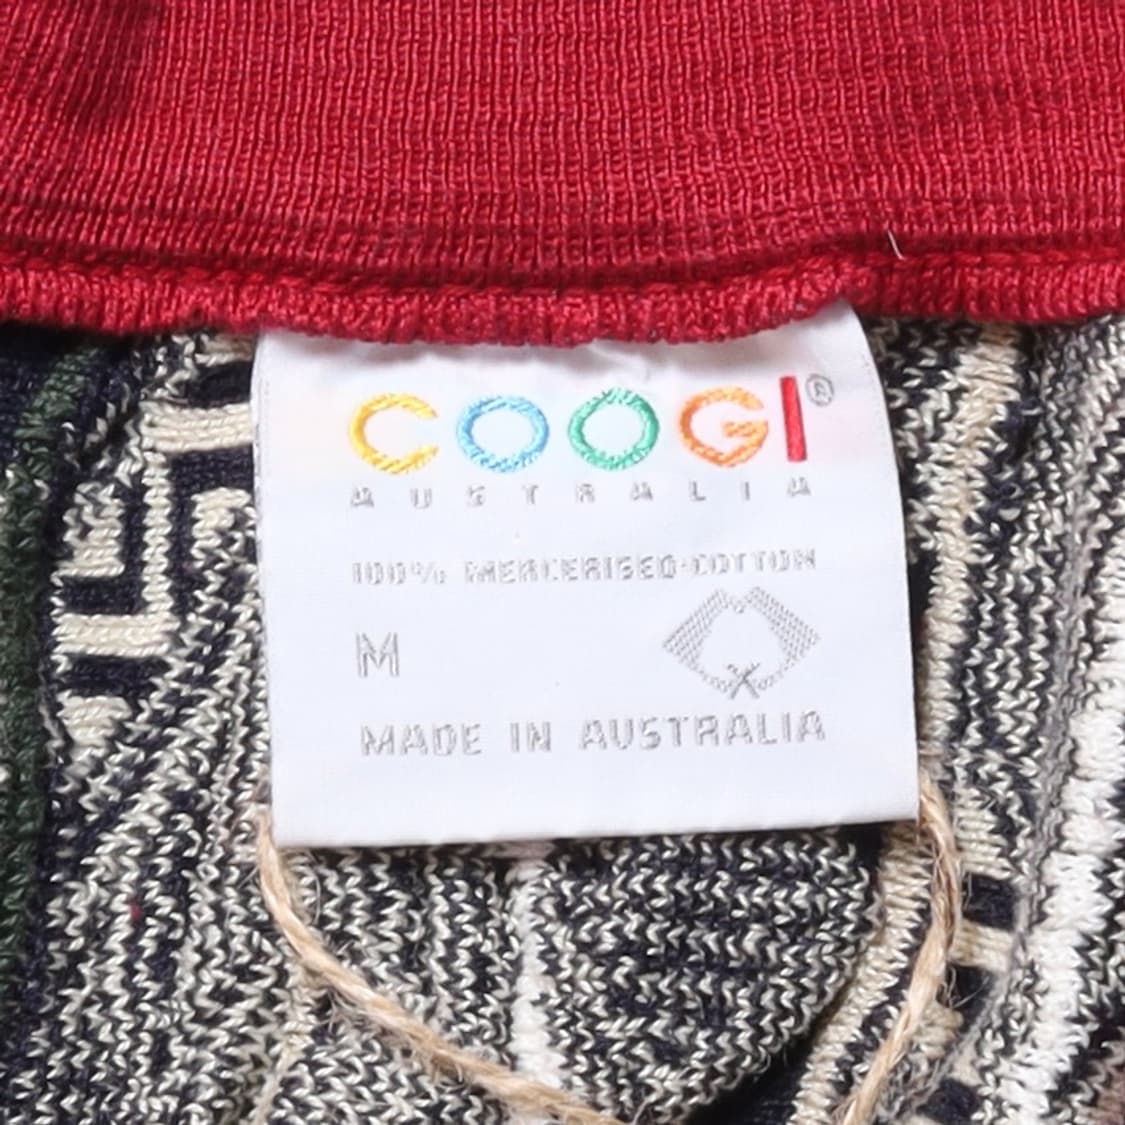 COOGI®
AUSTRALIA
100% MERCERISED COTTON
M
MADE IN AUSTRALIA